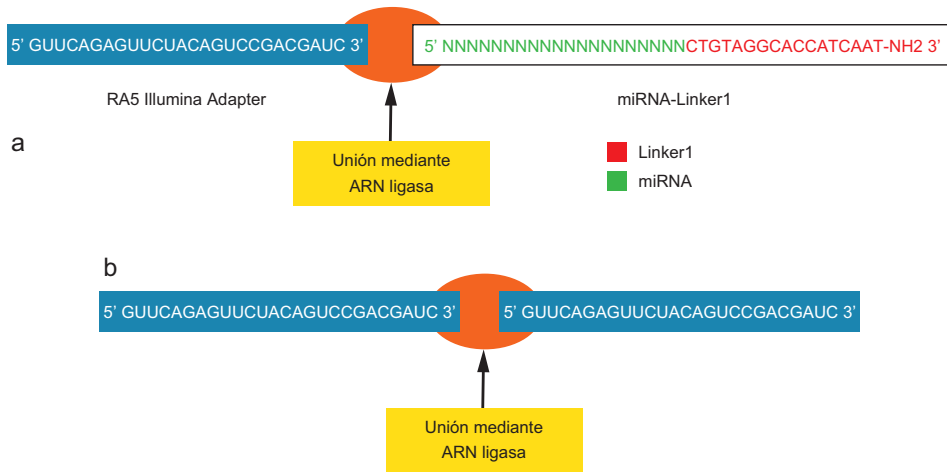 5’ GUUCAGAGUUCUACAGUCCGACGAUC 3’
5’ NNNNNNNNNNNNNNNNNNNNCTGTAGGCACCATCAAT-NH2 3’
RA5 Illumina Adapter
miRNA-Linker1
a
Unión mediante
ARN ligasa
Linker1
miRNA
b
5’ GUUCAGAGUUCUACAGUCCGACGAUC 3’
5’ GUUCAGAGUUCUACAGUCCGACGAUC 3’
Unión mediante
ARN ligasa